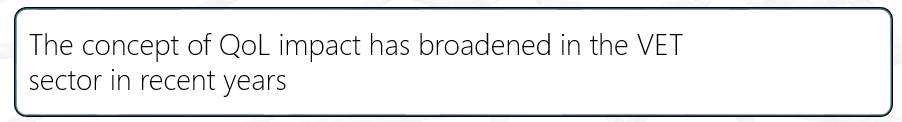 The concept of QoL impact has broadened in the VET
sector in recent years